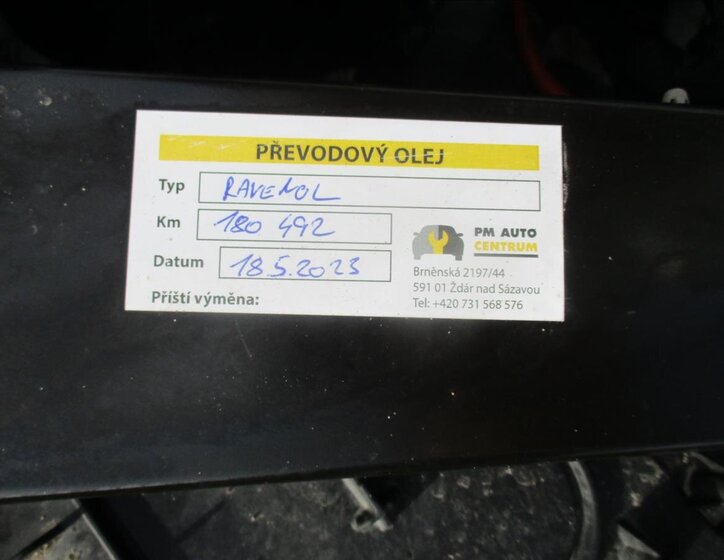 PŘEVODOVÝ OLEJ
Typ RAVENOL
Km 180 492
Datum 18.5.2023
Příští výměna:
PM AUTO
CENTRUM
Brněnská 2197/44
591 01 Ždár nad Sázavou
Tel: +420 731 568 576